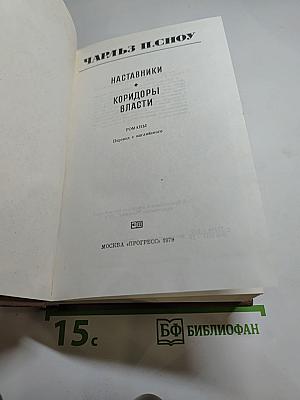 ЧАРЛЬЗ П. СНОУ
НАСТАВНИКИ
КОРИДОРЫ
ВЛАСТИ
РОМАНЫ
Перевод с английского
МОСКВА «ПРОГРЕСС» 1979
15с
БФ БИБЛИОФАН